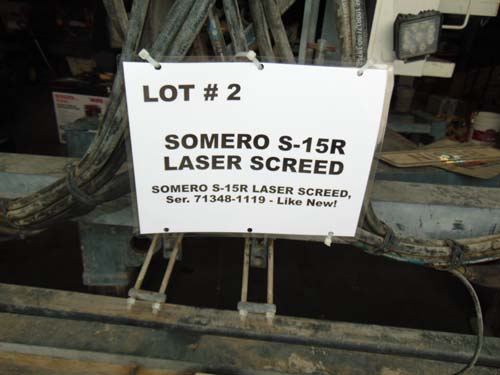 LOT # 2
SOMERO S-15R
LASER SCREED
SOMERO S-15R LASER SCREED,
Ser. 71348-1119 - Like New!